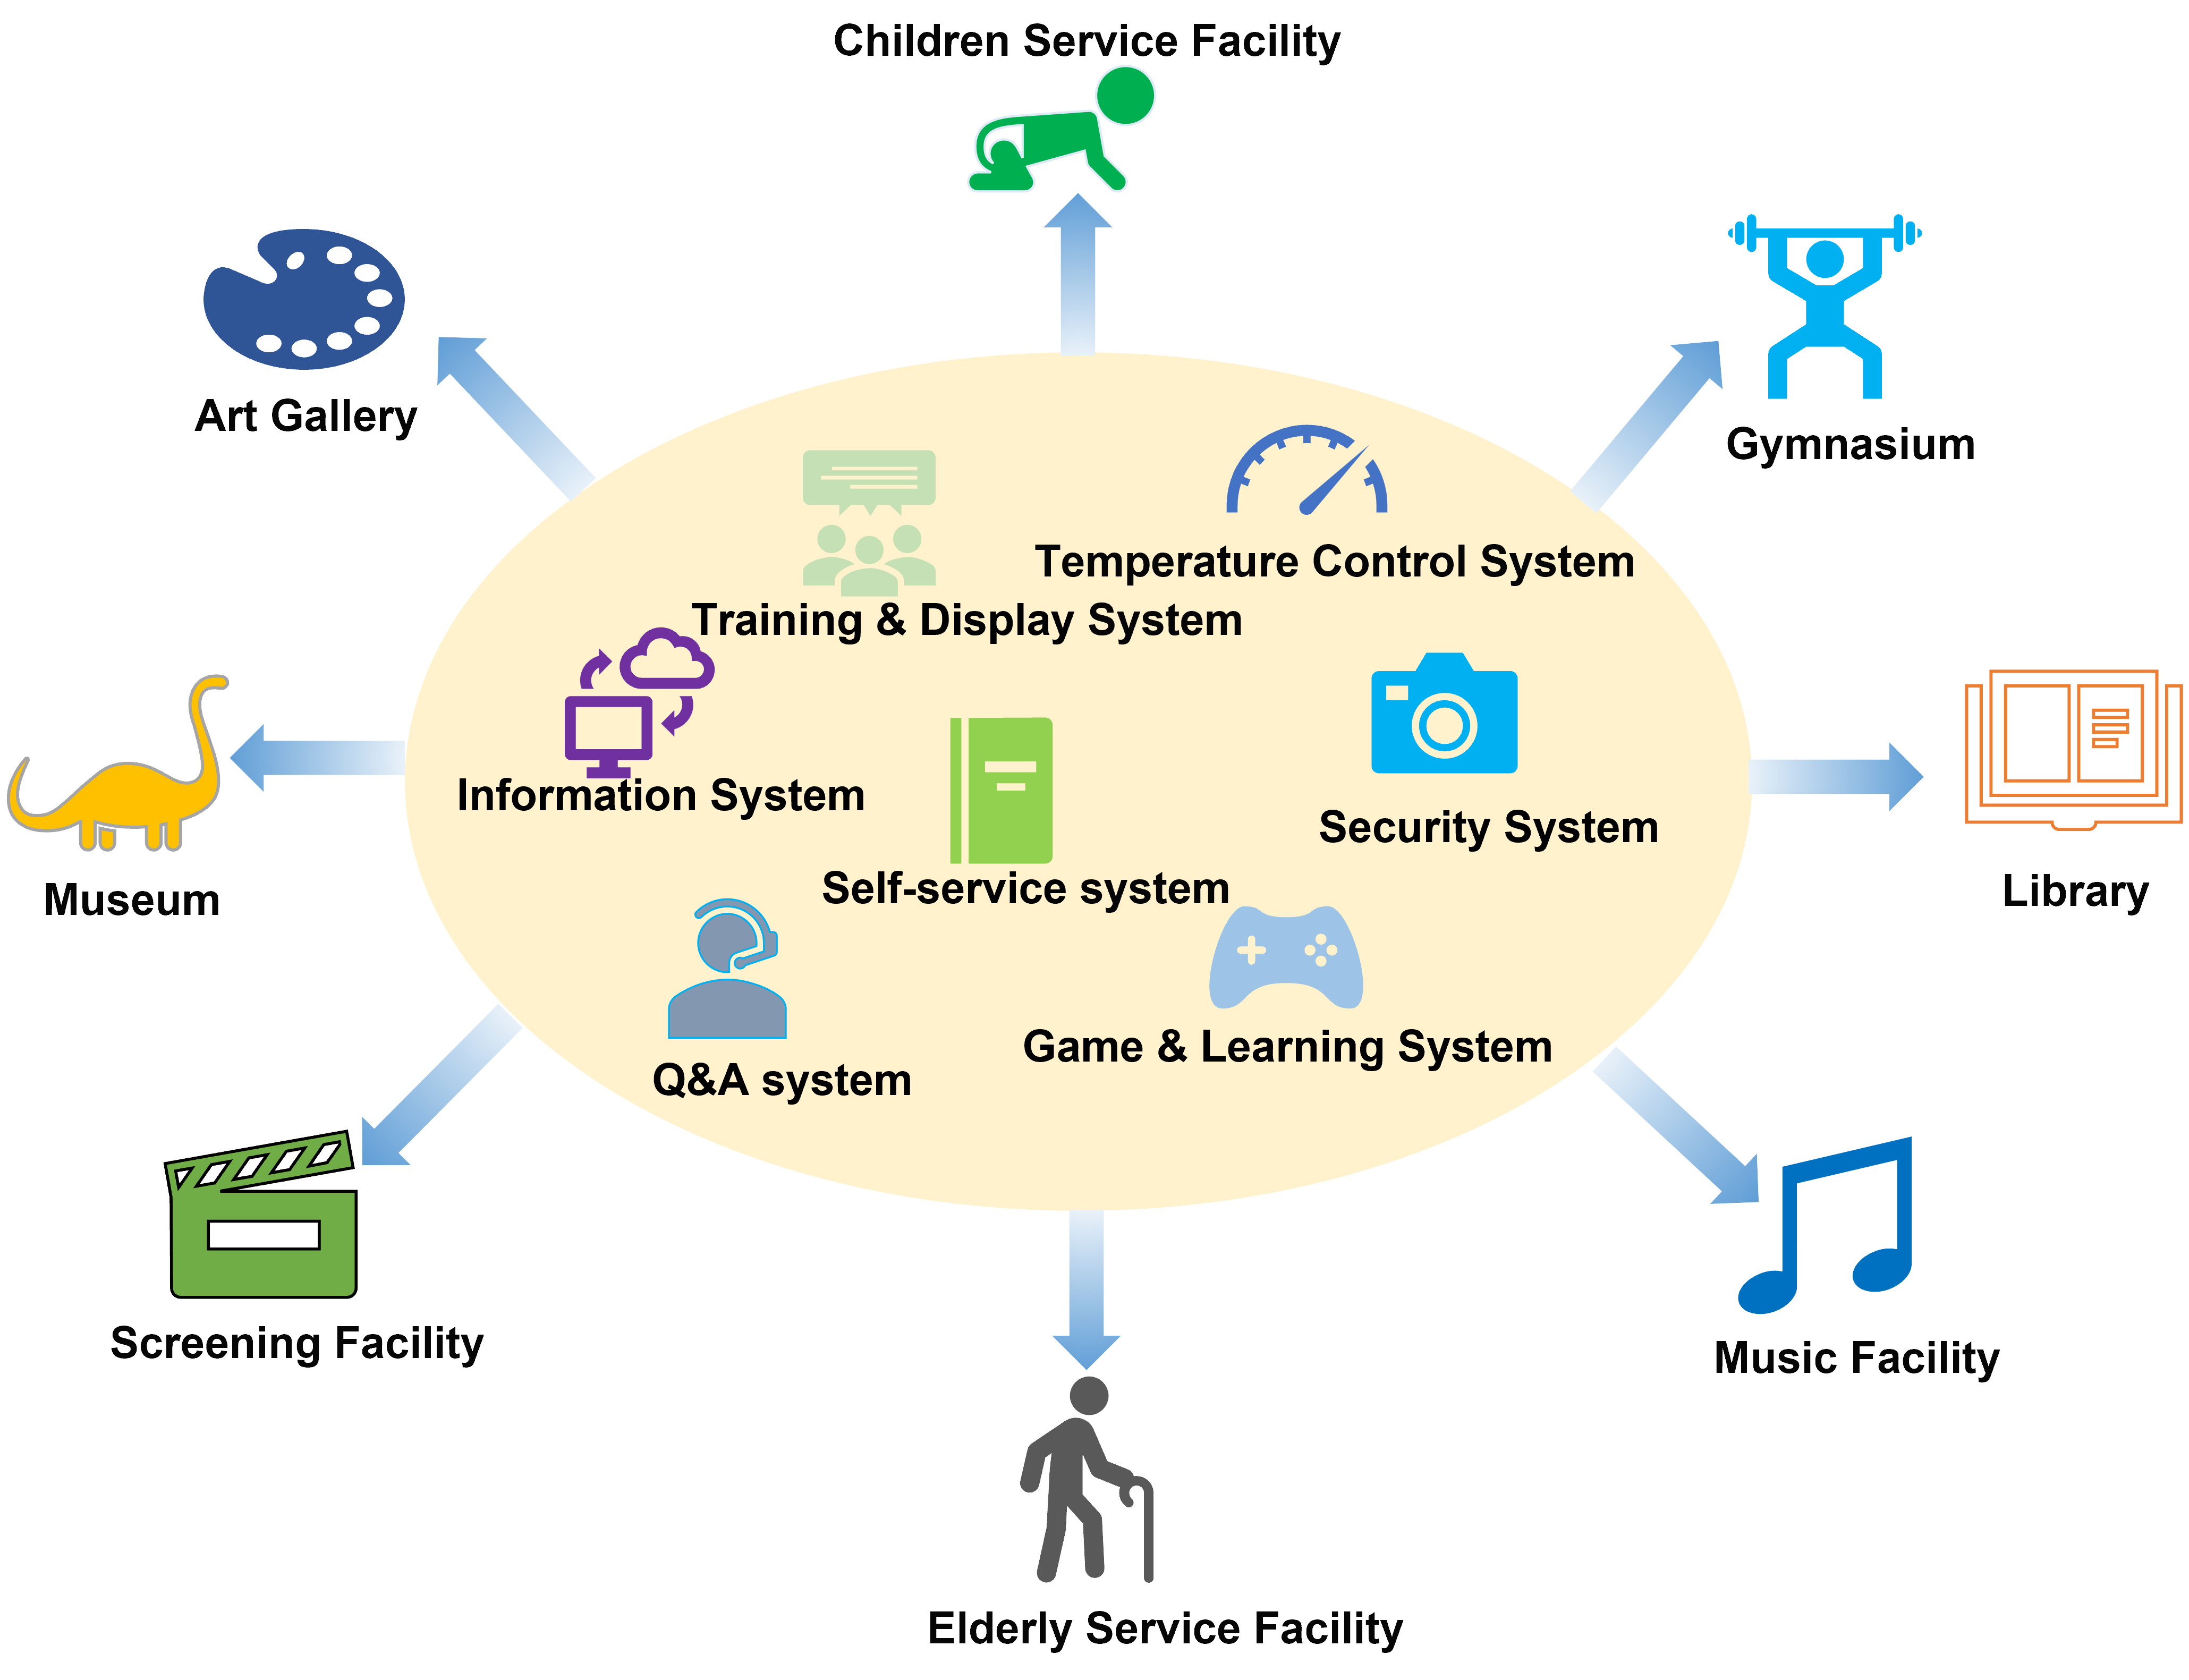 Children Service Facility
Art Gallery
Gymnasium
Temperature Control System
Training & Display System
Information System
Security System
Self-service system
Museum
Library
Game & Learning System
Q&A system
Screening Facility
Music Facility
Elderly Service Facility